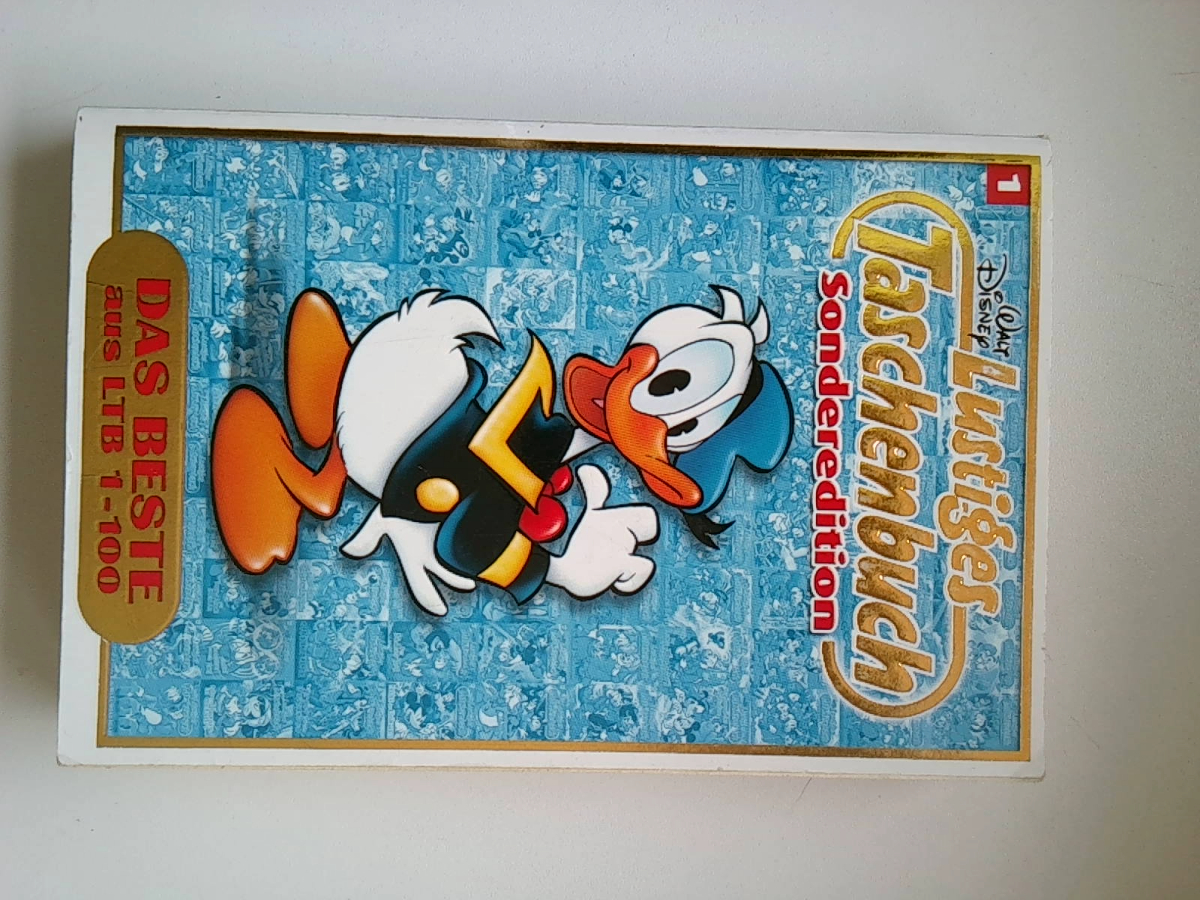 1
WALT
DISNEY
Lustiges
Taschenbuch
Sonderedition
DAS BESTE
aus LTB 1-100